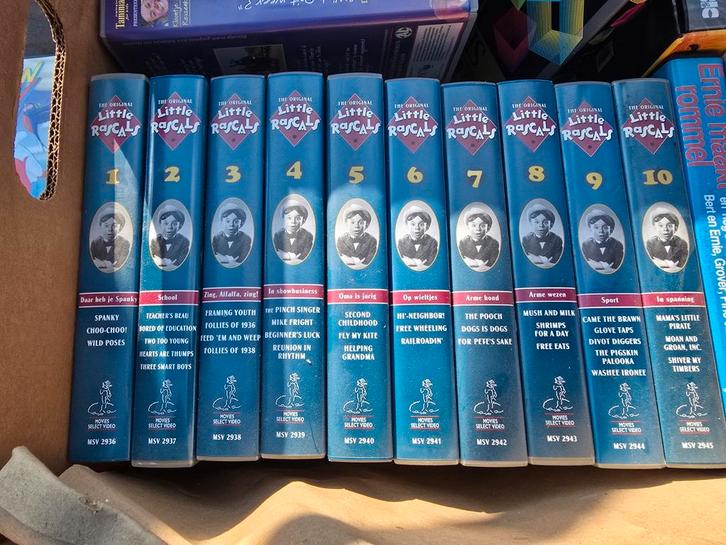 THE ORIGINAL
Little
RASCALS
1
Daar heb je Spanky
SPANKY
CHOO-CHOO!
WILD POSES
MOVIES
SELECT VIDEO
MSV 2936
THE ORIGINAL
Little
RASCALS
2
School
TEACHER'S BEAU
BORED OF EDUCATION
TWO TOO YOUNG
HEARTS ARE THUMPS
THREE SMART BOYS
MOVIES
SELECT VIDEO
MSV 2937
THE ORIGINAL
Little
RASCALS
3
Zing, Alfalfa, zing!
FRAMING YOUTH
FOLLIES OF 1936
FEED 'EM AND WEEP
FOLLIES OF 1938
MOVIES
SELECT VIDEO
MSV 2938
THE ORIGINAL
Little
RASCALS
4
In showbusiness
THE PINCH SINGER
MIKE FRIGHT
BEGINNER'S LUCK
REUNION IN
RHYTHM
MOVIES
SELECT VIDEO
MSV 2939
THE ORIGINAL
Little
RASCALS
5
Oma is jarig
SECOND
CHILDHOOD
FLY MY KITE
HELPING
GRANDMA
MOVIES
SELECT VIDEO
MSV 2940
THE ORIGINAL
Little
RASCALS
6
Op wieltjes
HI'-NEIGHBOR!
FREE WHEELING
RAILROADIN'
MOVIES
SELECT VIDEO
MSV 2941
THE ORIGINAL
Little
RASCALS
7
Arme hond
THE POOCH
DOGS IS DOGS
FOR PETE'S SAKE
MOVIES
SELECT VIDEO
MSV 2942
THE ORIGINAL
Little
RASCALS
8
Arme wezen
MUSH AND MILK
SHRIMPS
FOR A DAY
FREE EATS
MOVIES
SELECT VIDEO
MSV 2943
THE ORIGINAL
Little
RASCALS
9
Sport
CAME THE BRAWN
GLOVE TAPS
DIVOT DIGGERS
THE PIGSKIN
PALOOKA
WASHEE IRONEE
MOVIES
SELECT VIDEO
MSV 2944
THE ORIGINAL
Little
RASCALS
10
In spanning
MAMA'S LITTLE
PIRATE
MOAN AND
GROAN, INC.
SHIVER MY
TIMBERS
MOVIES
SELECT VIDEO
MSV 2945
Ernie
rommel
Bert en Ernie, Grover